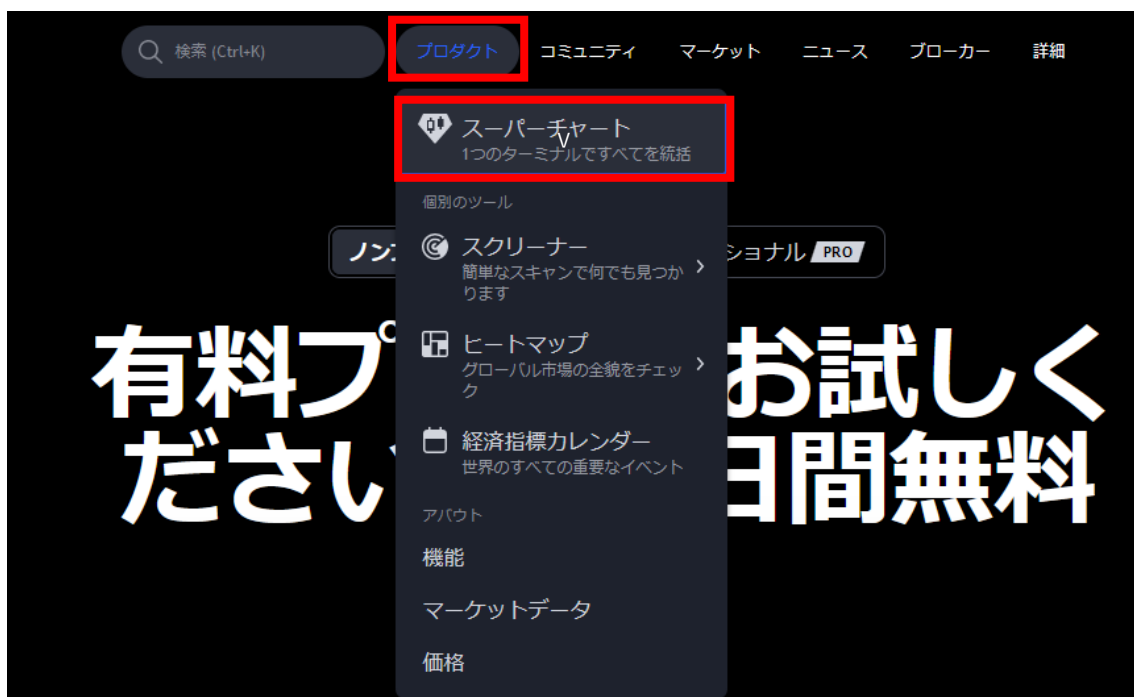 検索 (Ctrl+K)
プロダクト
コミュニティ
マーケット
ニュース
ブローカー
詳細
スーパーチャート
1つのターミナルですべてを統括
個別のツール
スクリーナー
簡単なスキャンで何でも見つか
ります
ヒートマップ
グローバル市場の全貌をチェッ
ク
経済指標カレンダー
世界のすべての重要なイベント
アバウト
機能
マーケットデータ
価格
ノン
ショナル PRO
有料プ
お試しく
ださい
日間無料